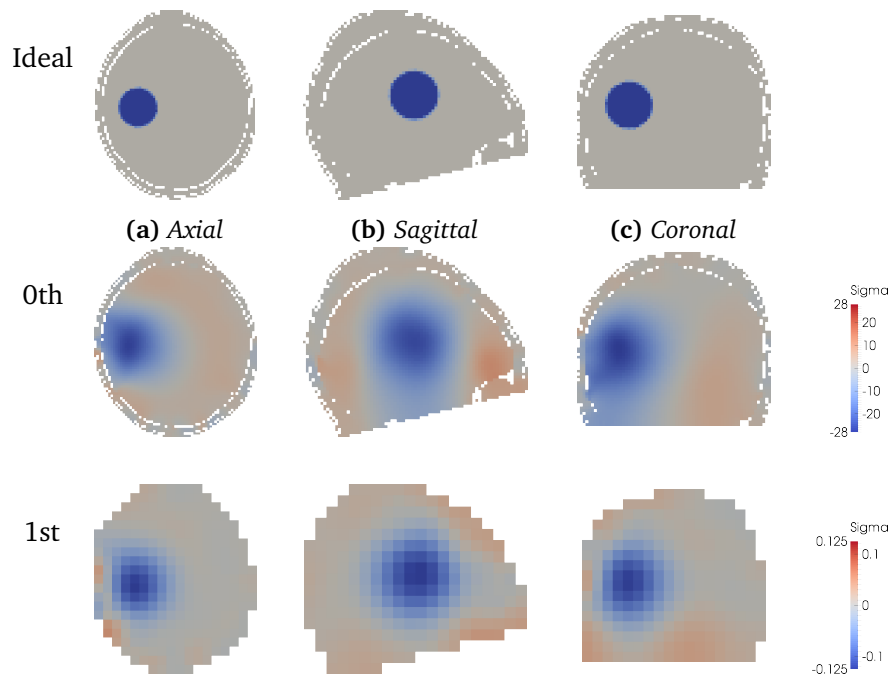 Ideal
(a) Axial
(b) Sagittal
(c) Coronal
0th
Sigma
28
20
10
0
-10
-20
-28
1st
Sigma
0.125
0.1
0
-0.1
-0.125